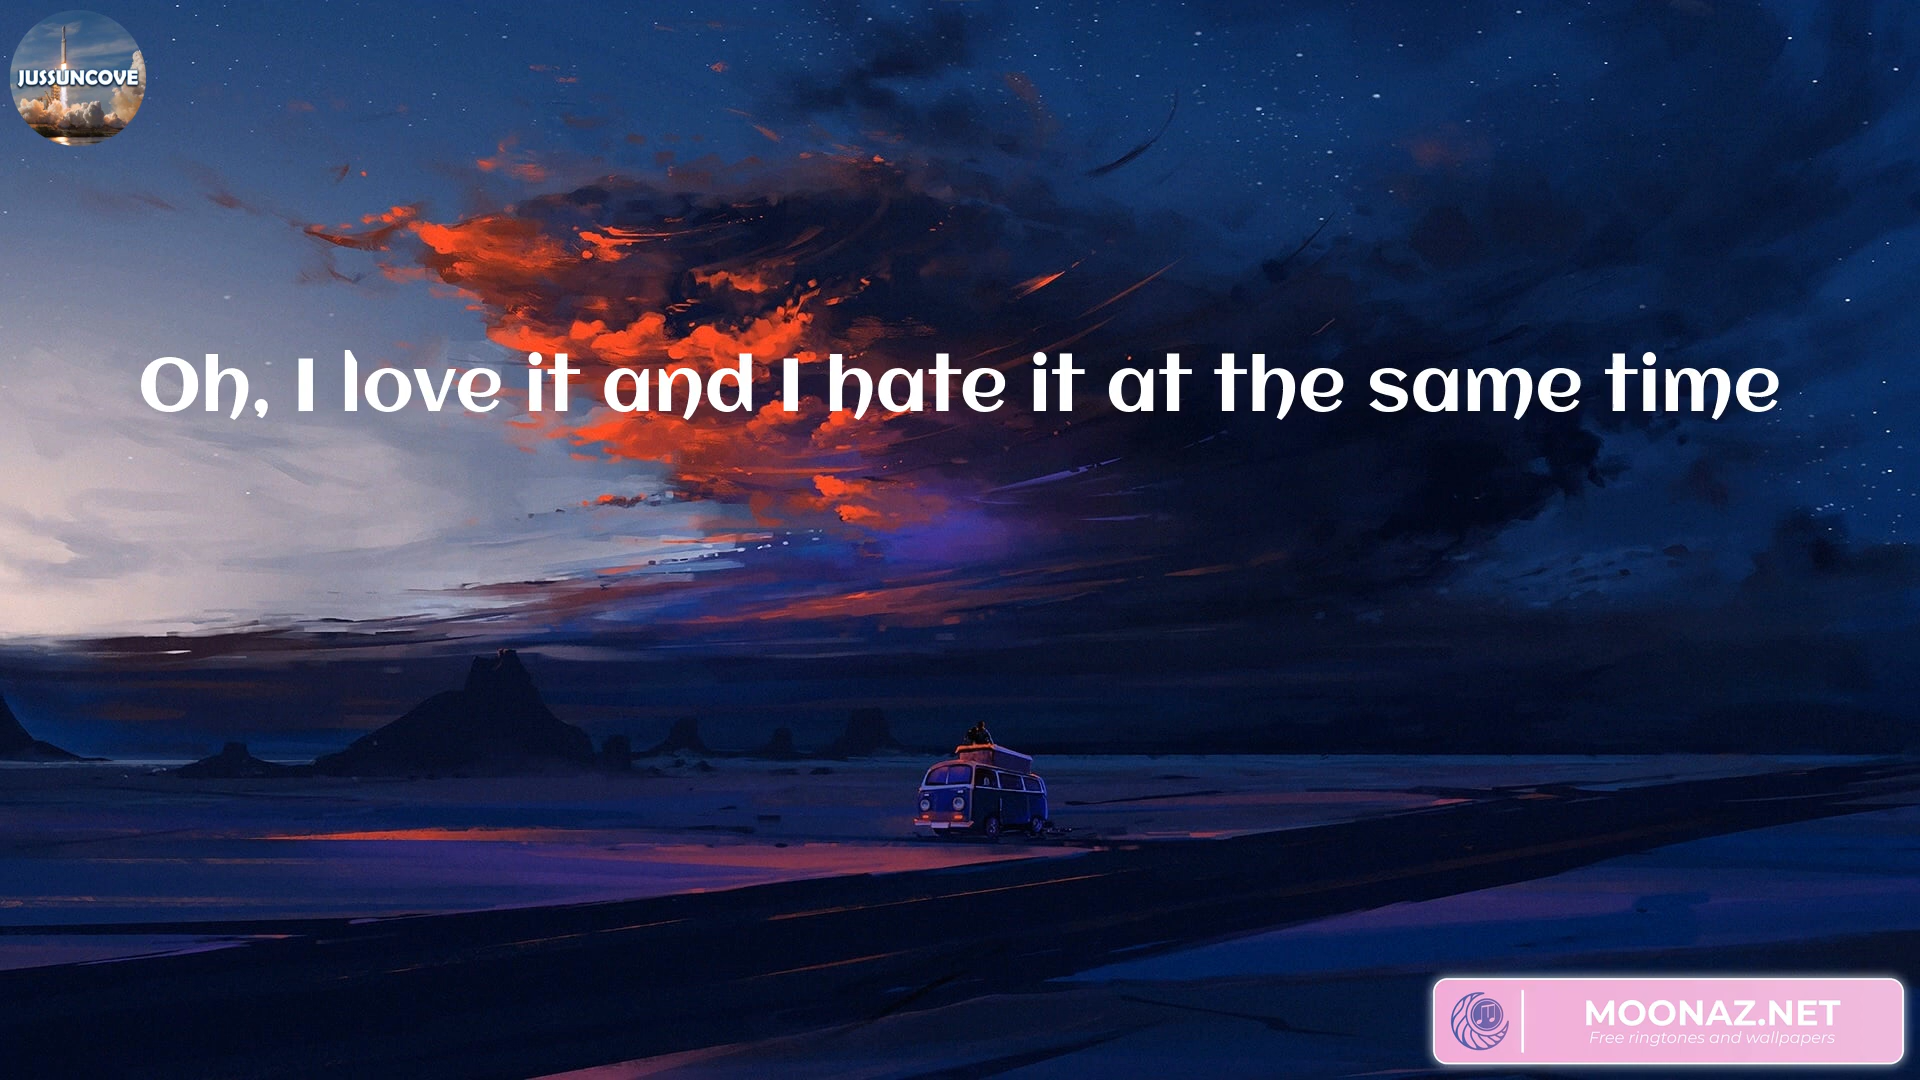 JUSSUNCOVE
Oh, I love it and I hate it at the same time
MOONAZ.NET
Free ringtones and wallpapers